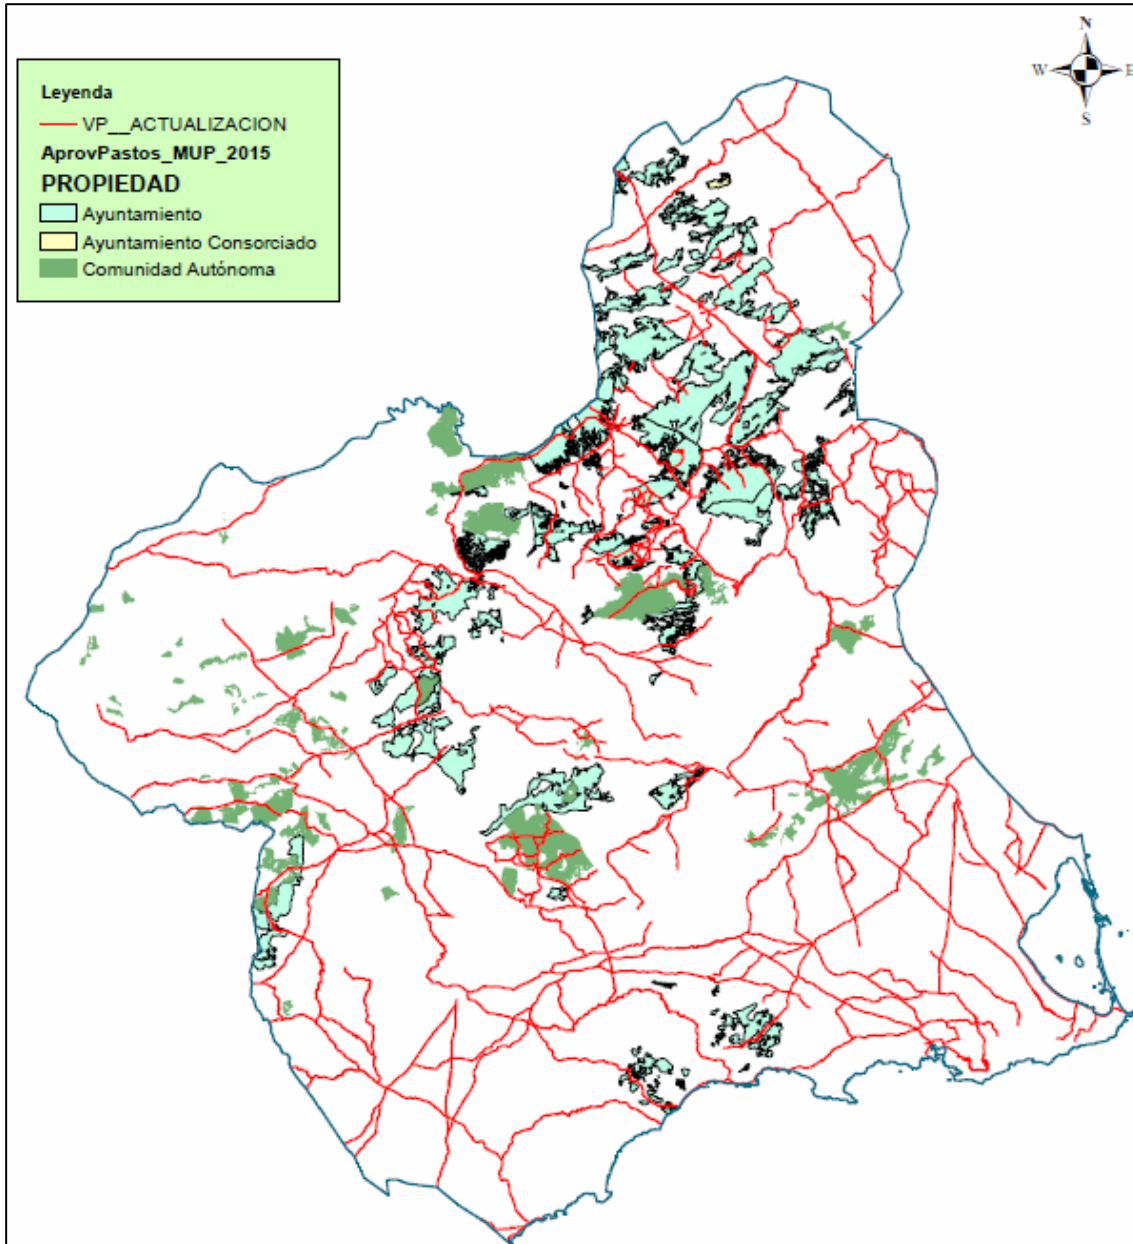 Leyenda
VP__ACTUALIZACION
AprovPastos_MUP_2015
PROPIEDAD
Ayuntamiento
Ayuntamiento Consorciado
Comunidad Autónoma
N
W E
S